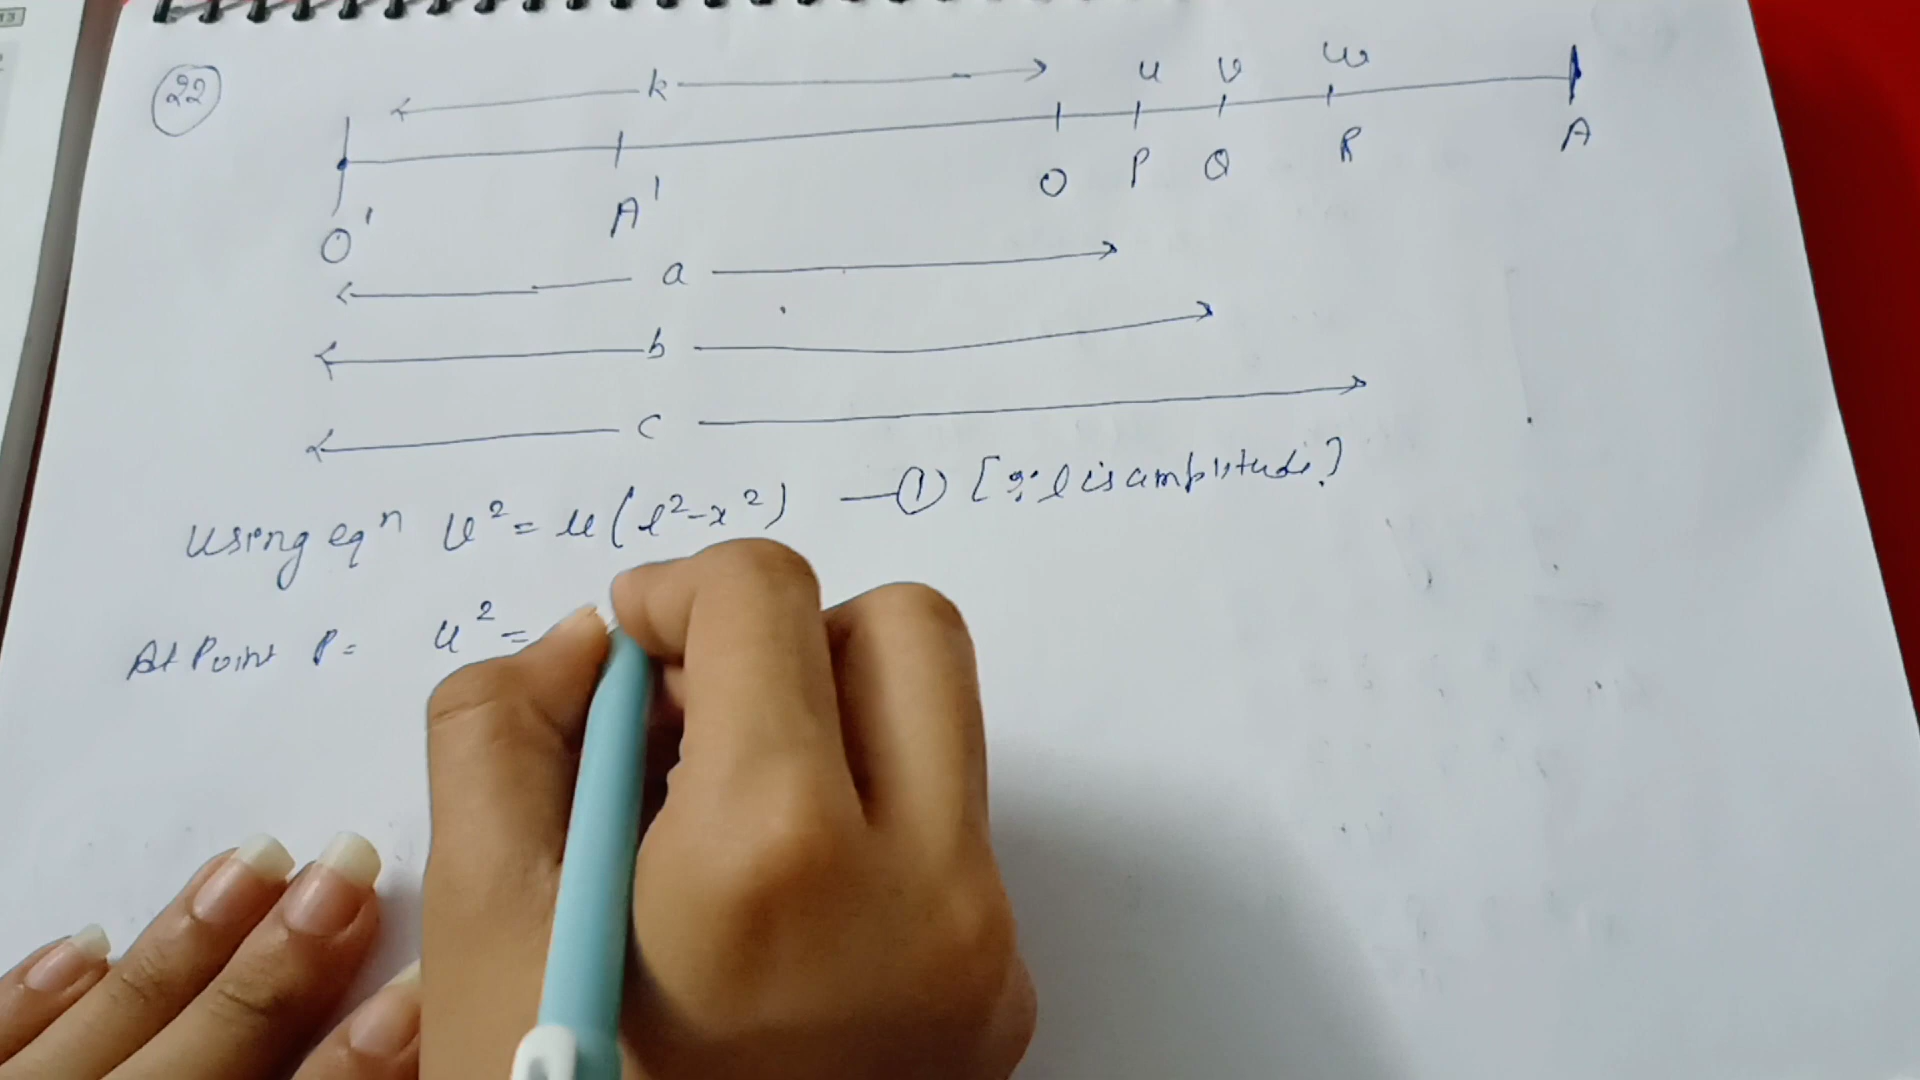 22
k u v w
O' A' O P Q R A
a
b
c
Using eqn v² = μ(l²-x²) —① [∵ l is amplitude]
At Point P = u² =